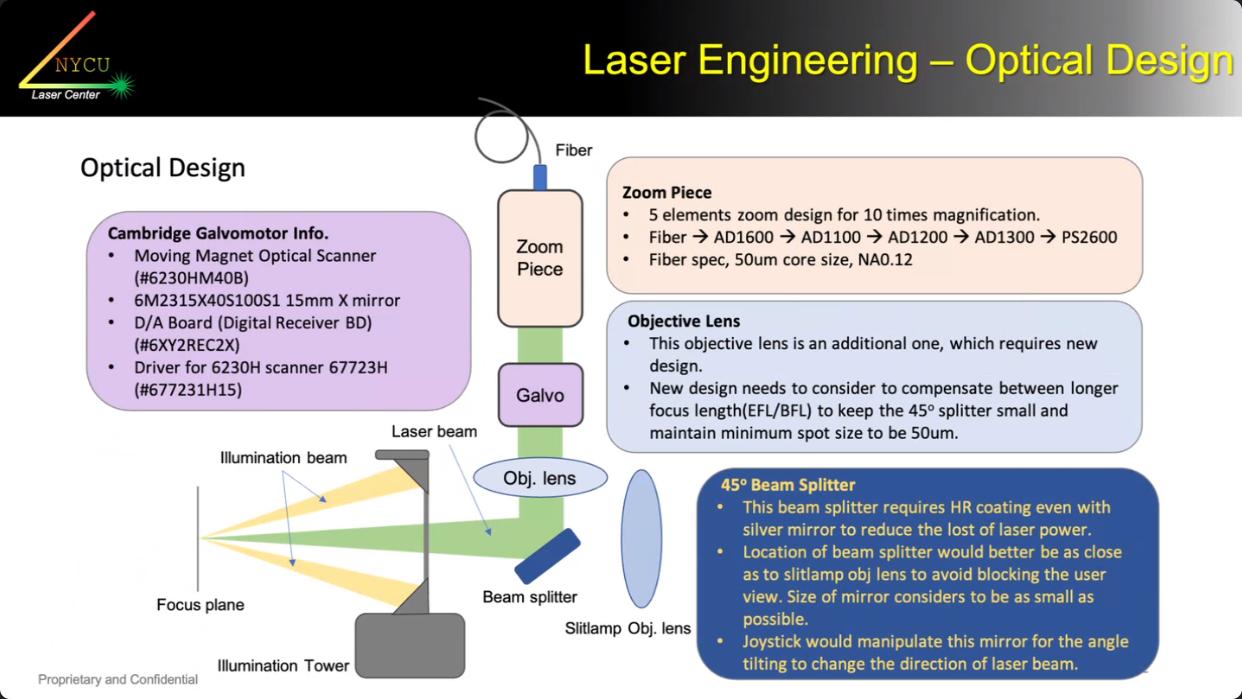 NYCU
Laser Center
Laser Engineering – Optical Design
Optical Design
Fiber
Cambridge Galvomotor Info.
• Moving Magnet Optical Scanner
(#6230HM40B)
• 6M2315X40S100S1 15mm X mirror
• D/A Board (Digital Receiver BD)
(#6XY2REC2X)
• Driver for 6230H scanner 67723H
(#677231H15)
Zoom
Piece
Zoom Piece
• 5 elements zoom design for 10 times magnification.
• Fiber → AD1600 → AD1100 → AD1200 → AD1300 → PS2600
• Fiber spec, 50um core size, NA0.12
Galvo
Objective Lens
• This objective lens is an additional one, which requires new
design.
• New design needs to consider to compensate between longer
focus length(EFL/BFL) to keep the 45º splitter small and
maintain minimum spot size to be 50um.
Laser beam
Illumination beam
Obj. lens
Focus plane
Beam splitter
Slitlamp Obj. lens
Illumination Tower
45º Beam Splitter
• This beam splitter requires HR coating even with
silver mirror to reduce the lost of laser power.
• Location of beam splitter would better be as close
as to slitlamp obj lens to avoid blocking the user
view. Size of mirror considers to be as small as
possible.
• Joystick would manipulate this mirror for the angle
tilting to change the direction of laser beam.
Proprietary and Confidential